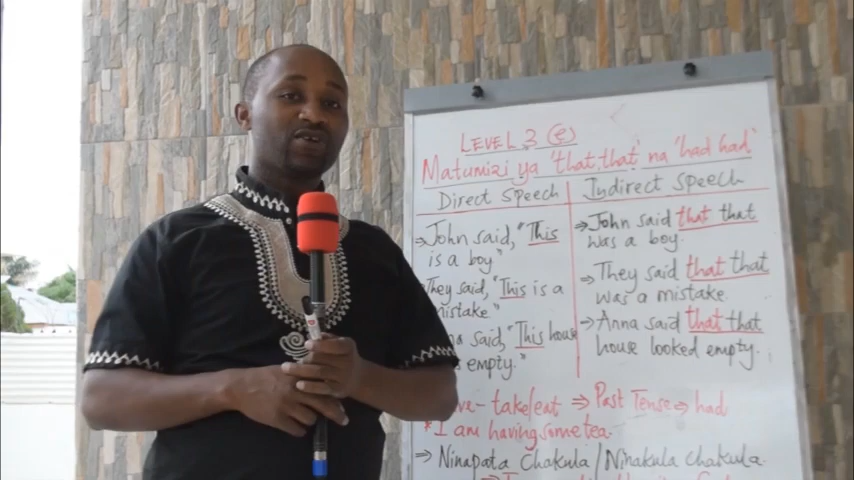 LEVEL 3 (e)
Matumizi ya 'that that' na 'had had'
Direct Speech
Indirect Speech
⇒ John said, "This
is a boy"
They said, "This is a
mistake."
said, "This house
empty."
⇒ John said that that
was a boy.
⇒ They said that that
was a mistake.
⇒ Anna said that that
house looked empty.
- take/eat ⇒ Past Tense ⇒ had
* I am having some tea.
⇒ Ninapata chakula / Ninakula chakula.